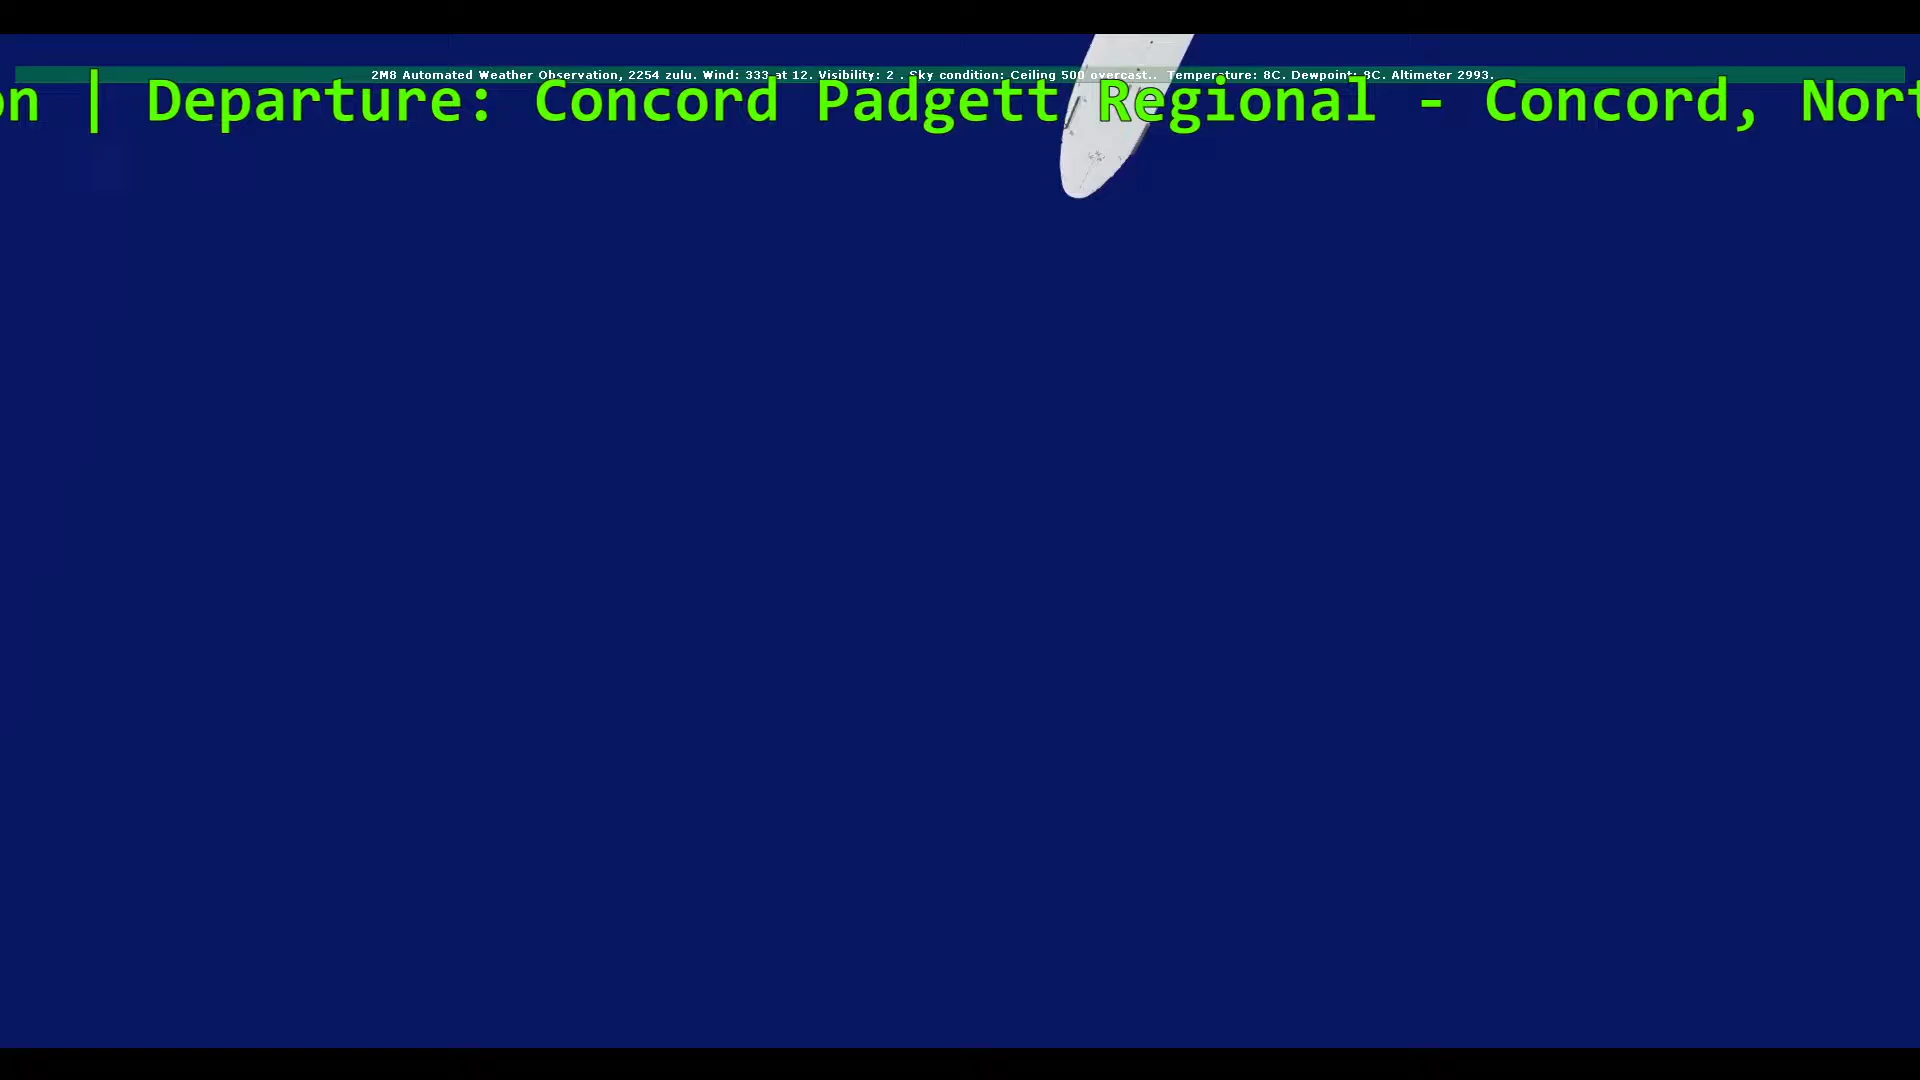 2M8 Automated Weather Observation, 2254 zulu. Wind: 333 at 12. Visibility: 2 . Sky condition: Ceiling 500 overcast.. Temperature: 8C. Dewpoint: 8C. Altimeter 2993.
on | Departure: Concord Padgett Regional - Concord, Nort